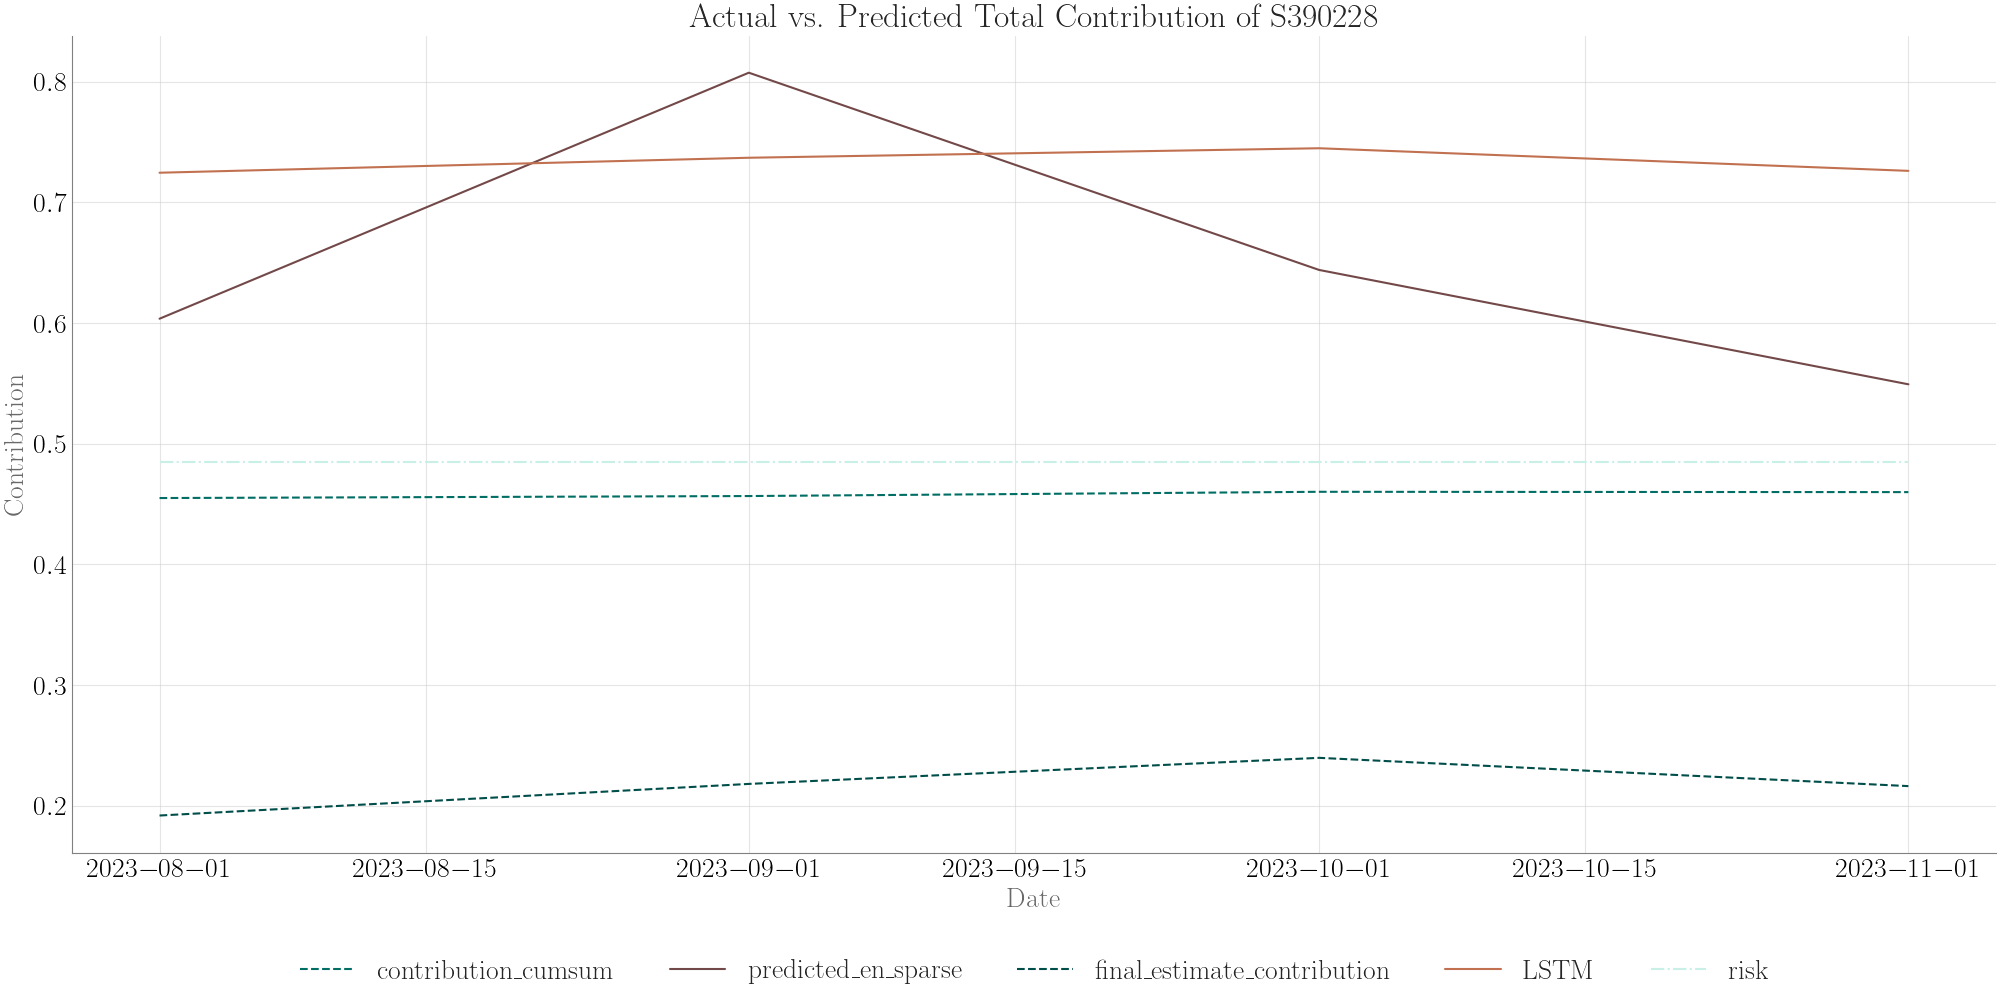 Actual vs. Predicted Total Contribution of S390228
Contribution
0.8
0.7
0.6
0.5
0.4
0.3
0.2
2023−08−01 2023−08−15 2023−09−01 2023−09−15 2023−10−01 2023−10−15 2023−11−01
Date
contribution_cumsum predicted_en_sparse final_estimate_contribution LSTM risk